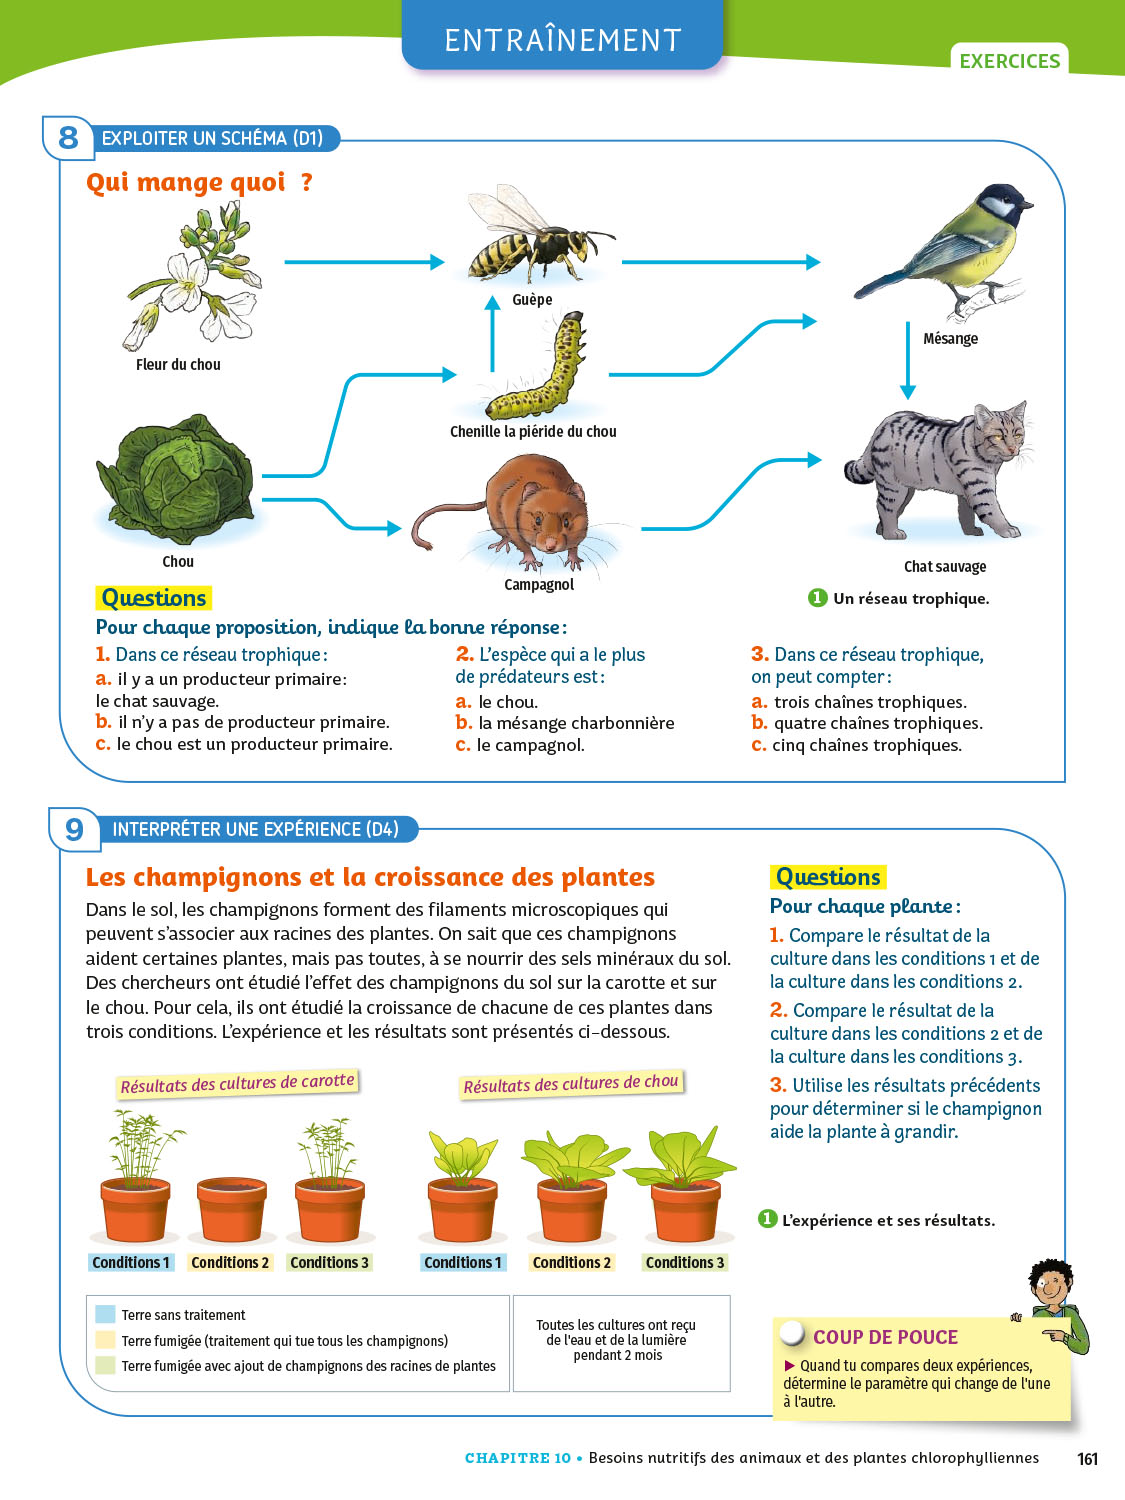 ENTRAÎNEMENT
EXERCICES
8
EXPLOITER UN SCHÉMA (D1)
Qui mange quoi ?
Guêpe
Mésange
Fleur du chou
Chenille la piéride du chou
Chou
Campagnol
Chat sauvage
1 Un réseau trophique.
Questions
Pour chaque proposition, indique la bonne réponse :
1. Dans ce réseau trophique :
a. il y a un producteur primaire :
le chat sauvage.
b. il n'y a pas de producteur primaire.
c. le chou est un producteur primaire.
2. L'espèce qui a le plus
de prédateurs est :
a. le chou.
b. la mésange charbonnière
c. le campagnol.
3. Dans ce réseau trophique,
on peut compter :
a. trois chaînes trophiques.
b. quatre chaînes trophiques.
c. cinq chaînes trophiques.
9
INTERPRÉTER UNE EXPÉRIENCE (D4)
Les champignons et la croissance des plantes
Dans le sol, les champignons forment des filaments microscopiques qui
peuvent s'associer aux racines des plantes. On sait que ces champignons
aident certaines plantes, mais pas toutes, à se nourrir des sels minéraux du sol.
Des chercheurs ont étudié l'effet des champignons du sol sur la carotte et sur
le chou. Pour cela, ils ont étudié la croissance de chacune de ces plantes dans
trois conditions. L'expérience et les résultats sont présentés ci-dessous.
Résultats des cultures de carotte
Résultats des cultures de chou
Conditions 1
Conditions 2
Conditions 3
Conditions 1
Conditions 2
Conditions 3
Terre sans traitement
Terre fumigée (traitement qui tue tous les champignons)
Terre fumigée avec ajout de champignons des racines de plantes
Toutes les cultures ont reçu
de l'eau et de la lumière
pendant 2 mois
Questions
Pour chaque plante :
1. Compare le résultat de la
culture dans les conditions 1 et de
la culture dans les conditions 2.
2. Compare le résultat de la
culture dans les conditions 2 et de
la culture dans les conditions 3.
3. Utilise les résultats précédents
pour déterminer si le champignon
aide la plante à grandir.
1 L'expérience et ses résultats.
COUP DE POUCE
► Quand tu compares deux expériences,
détermine le paramètre qui change de l'une
à l'autre.
CHAPITRE 10 • Besoins nutritifs des animaux et des plantes chlorophylliennes
161